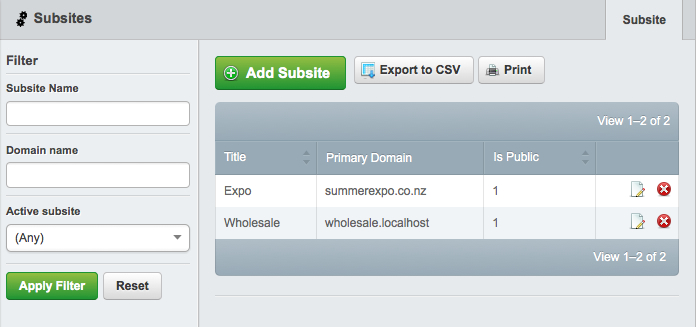 Subsites
Subsite
Filter
Subsite Name
Domain name
Active subsite
(Any)
Apply Filter Reset
Add Subsite Export to CSV Print
View 1–2 of 2
Title Primary Domain Is Public
Expo summerexpo.co.nz 1
Wholesale wholesale.localhost 1
View 1–2 of 2